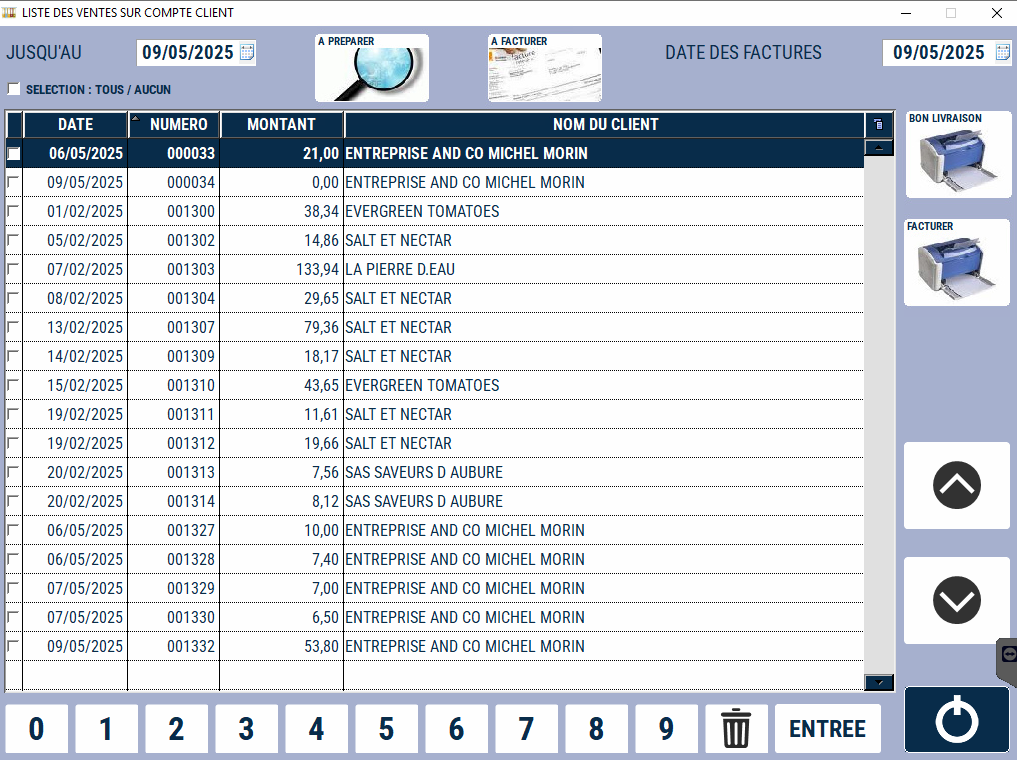 LISTE DES VENTES SUR COMPTE CLIENT
JUSQU'AU 09/05/2025 A PREPARER A FACTURER DATE DES FACTURES 09/05/2025
SELECTION : TOUS / AUCUN
DATE NUMERO MONTANT NOM DU CLIENT
06/05/2025 000033 21,00 ENTREPRISE AND CO MICHEL MORIN
09/05/2025 000034 0,00 ENTREPRISE AND CO MICHEL MORIN
01/02/2025 001300 38,34 EVERGREEN TOMATOES
05/02/2025 001302 14,86 SALT ET NECTAR
07/02/2025 001303 133,94 LA PIERRE D.EAU
08/02/2025 001304 29,65 SALT ET NECTAR
13/02/2025 001307 79,36 SALT ET NECTAR
14/02/2025 001309 18,17 SALT ET NECTAR
15/02/2025 001310 43,65 EVERGREEN TOMATOES
19/02/2025 001311 11,61 SALT ET NECTAR
19/02/2025 001312 19,66 SALT ET NECTAR
20/02/2025 001313 7,56 SAS SAVEURS D AUBURE
20/02/2025 001314 8,12 SAS SAVEURS D AUBURE
06/05/2025 001327 10,00 ENTREPRISE AND CO MICHEL MORIN
06/05/2025 001328 7,40 ENTREPRISE AND CO MICHEL MORIN
07/05/2025 001329 7,00 ENTREPRISE AND CO MICHEL MORIN
07/05/2025 001330 6,50 ENTREPRISE AND CO MICHEL MORIN
09/05/2025 001332 53,80 ENTREPRISE AND CO MICHEL MORIN
BON LIVRAISON
FACTURER
0 1 2 3 4 5 6 7 8 9 ENTREE